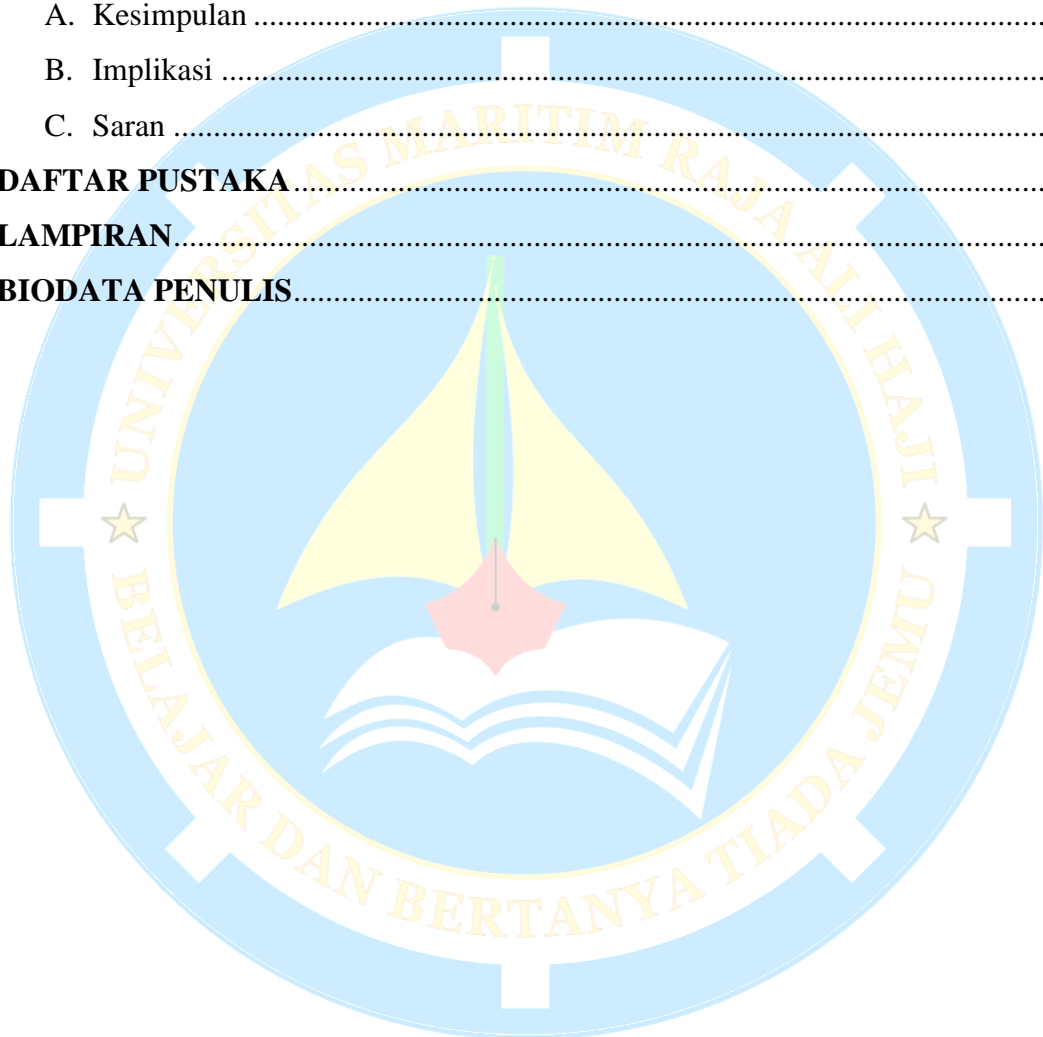 A. Kesimpulan ........................................................................................................
B. Implikasi ............................................................................................................
C. Saran ..................................................................................................................
DAFTAR PUSTAKA ..................................................................................................
LAMPIRAN .................................................................................................................
BIODATA PENULIS ..................................................................................................
UNIVERSITAS MARITIM RAJA ALI HAJI
BELAJAR DAN BERTANYA TIADA JEMU